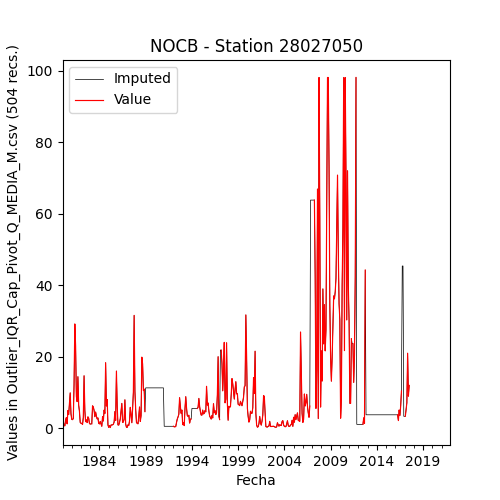 NOCB - Station 28027050
Values in Outlier_IQR_Cap_Pivot_Q_MEDIA_M.csv (504 recs.)
100
80
60
40
20
0
Imputed
Value
1984 1989 1994 1999 2004 2009 2014 2019
Fecha